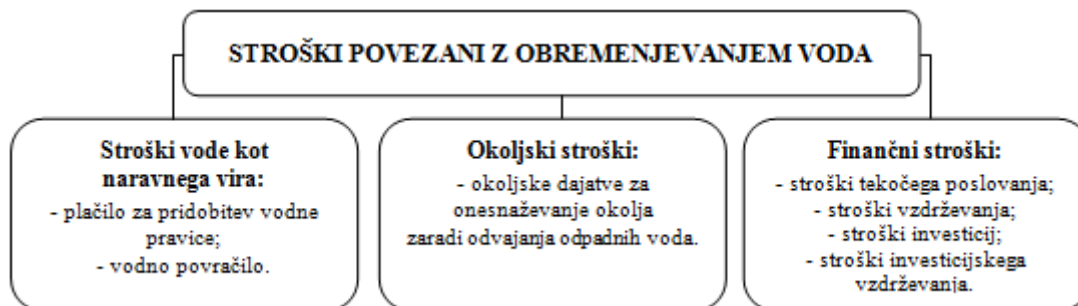 STROŠKI POVEZANI Z OBREMENJEVANJEM VODA
Stroški vode kot
naravnega vira:
- plačilo za pridobitev vodne
pravice;
- vodno povračilo.
Okoljski stroški:
- okoljske dajatve za
onesnaževanje okolja
zaradi odvajanja odpadnih voda.
Finančni stroški:
- stroški tekočega poslovanja;
- stroški vzdrževanja;
- stroški investicij;
- stroški investicijskega
vzdrževanja.